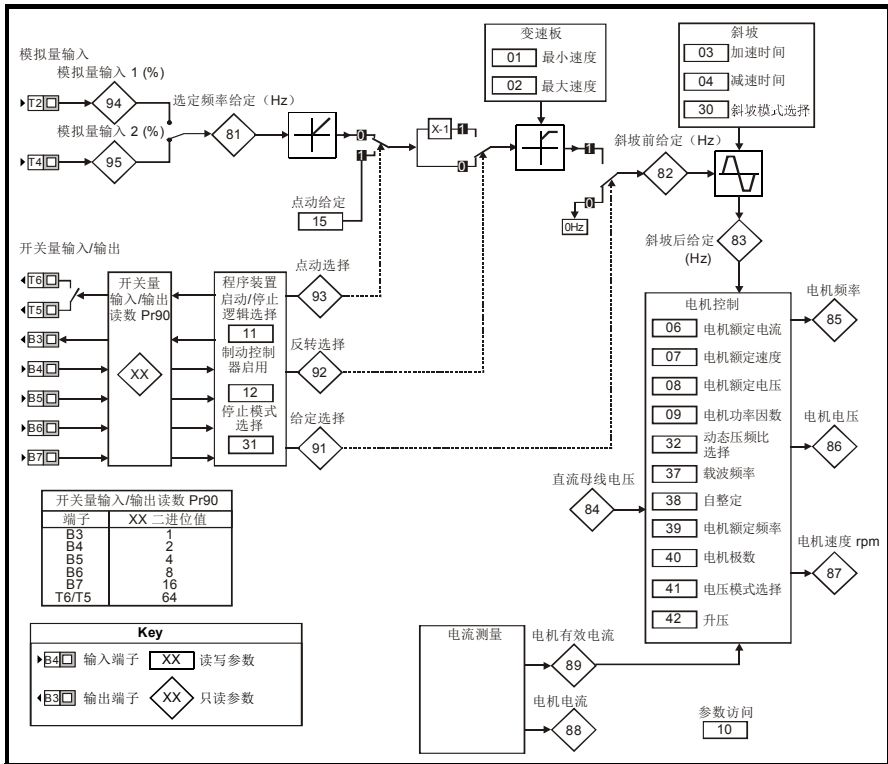 模拟量输入
模拟量输入 1 (%)
T2
94
模拟量输入 2 (%)
T4
95
选定频率给定（Hz）
81
0
1
点动给定
15
X-1
1
0
变速板
01 最小速度
02 最大速度
1
0
0Hz
斜坡前给定（Hz）
82
斜坡
03 加速时间
04 减速时间
30 斜坡模式选择
斜坡后给定
(Hz)
83
开关量输入/输出
T6
T5
B3
B4
B5
B6
B7
开关量
输入/输出
读数 Pr90
XX
程序装置
启动/停止
逻辑选择
11
制动控制
器启用
12
停止模式
选择
31
点动选择
93
反转选择
92
给定选择
91
直流母线电压
84
电机控制
06 电机额定电流
07 电机额定速度
08 电机额定电压
09 电机功率因数
32 动态压频比
选择
37 载波频率
38 自整定
39 电机额定频率
40 电机极数
41 电压模式选择
42 升压
电机频率
85
电机电压
86
电机速度 rpm
87
开关量输入/输出读数 Pr90
端子 XX 二进位值
B3 1
B4 2
B5 4
B6 8
B7 16
T6/T5 64
Key
B4 输入端子 XX 读写参数
B3 输出端子 XX 只读参数
电流测量
电机有效电流
89
电机电流
88
参数访问
10